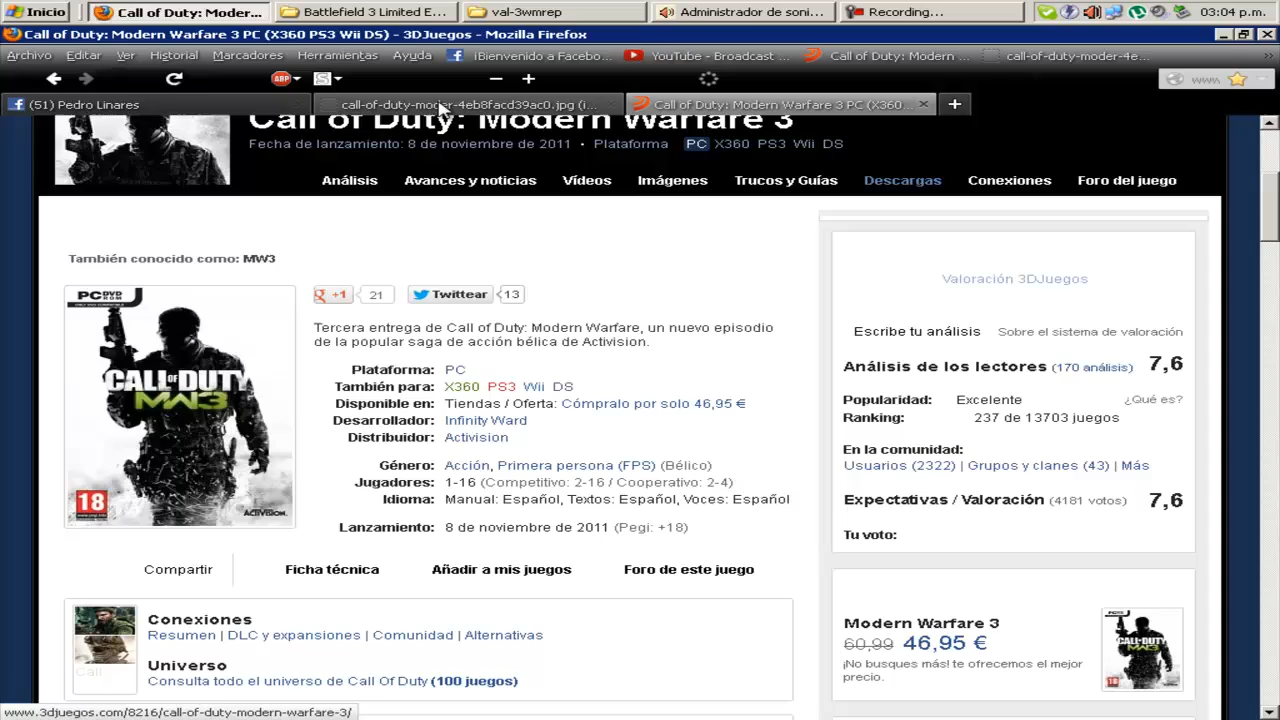 Inicio
Call of Duty: Moder...
Battlefield 3 Limited E...
val-3wmrep
Administrador de soni...
Recording...
03:04 p.m.
Call of Duty: Modern Warfare 3 PC (X360 PS3 Wii DS) - 3DJuegos - Mozilla Firefox
Archivo Editar Ver Historial Marcadores Herramientas Ayuda
¡Bienvenido a Facebo...
YouTube - Broadcast ...
Call of Duty: Modern ...
call-of-duty-moder-4e...
ABP
S
www
(51) Pedro Linares
call-of-duty-moder-4eb8facd39ac0.jpg (i...
Call of Duty: Modern Warfare 3 PC (X360...
Call of Duty: Modern Warfare 3
Fecha de lanzamiento: 8 de noviembre de 2011 • Plataforma PC X360 PS3 Wii DS
Análisis Avances y noticias Vídeos Imágenes Trucos y Guías Descargas Conexiones Foro del juego
También conocido como: MW3
PC DVD ROM
CALL OF DUTY
MW3
18
ACTIVISION
+1 21 Twittear 13
Tercera entrega de Call of Duty: Modern Warfare, un nuevo episodio
de la popular saga de acción bélica de Activision.
Plataforma: PC
También para: X360 PS3 Wii DS
Disponible en: Tiendas / Oferta: Cómpralo por solo 46,95 €
Desarrollador: Infinity Ward
Distribuidor: Activision
Género: Acción, Primera persona (FPS) (Bélico)
Jugadores: 1-16 (Competitivo: 2-16 / Cooperativo: 2-4)
Idioma: Manual: Español, Textos: Español, Voces: Español
Lanzamiento: 8 de noviembre de 2011 (Pegi: +18)
Compartir Ficha técnica Añadir a mis juegos Foro de este juego
Conexiones
Resumen | DLC y expansiones | Comunidad | Alternativas
Universo
Consulta todo el universo de Call Of Duty (100 juegos)
Call
Valoración 3DJuegos
Escribe tu análisis Sobre el sistema de valoración
Análisis de los lectores (170 análisis) 7,6
Popularidad: Excelente ¿Qué es?
Ranking: 237 de 13703 juegos
En la comunidad:
Usuarios (2322) | Grupos y clanes (43) | Más
Expectativas / Valoración (4181 votos) 7,6
Tu voto:
Modern Warfare 3
60,99 46,95 €
¡No busques más! te ofrecemos el mejor
precio.
CALL OF DUTY
MW3
www.3djuegos.com/8216/call-of-duty-modern-warfare-3/